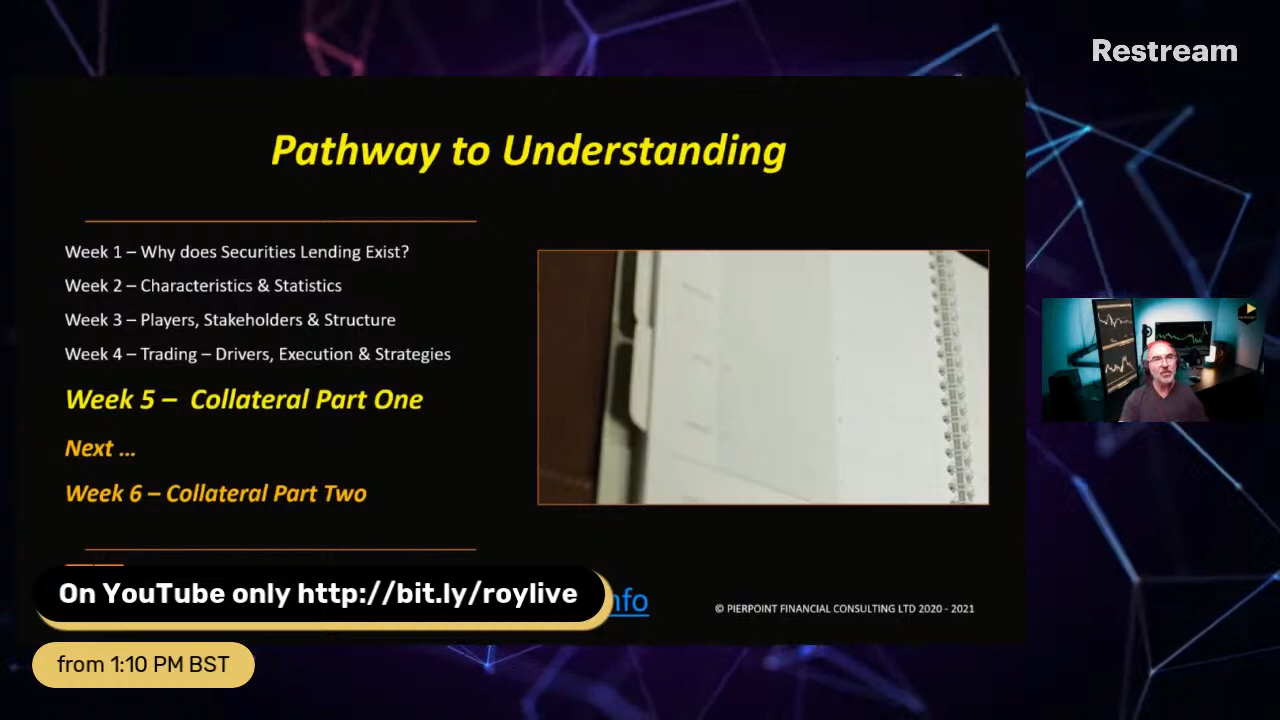 Restream
Pathway to Understanding
Week 1 – Why does Securities Lending Exist?
Week 2 – Characteristics & Statistics
Week 3 – Players, Stakeholders & Structure
Week 4 – Trading – Drivers, Execution & Strategies
Week 5 – Collateral Part One
Next ...
Week 6 – Collateral Part Two
On YouTube only http://bit.ly/roylive
© PIERPOINT FINANCIAL CONSULTING LTD 2020 - 2021
from 1:10 PM BST